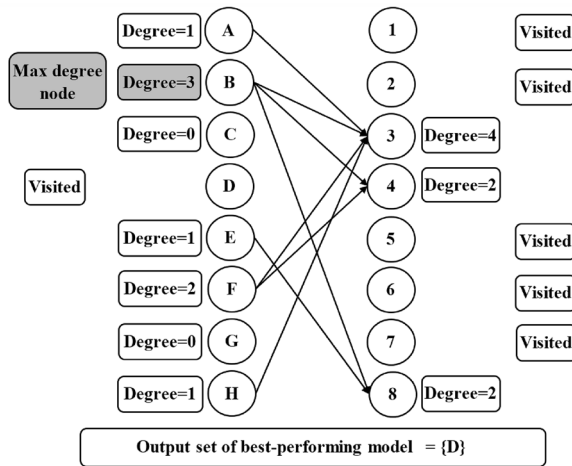 Degree=1 A 1 Visited
Max degree
node
Degree=3 B 2 Visited
Degree=0 C 3 Degree=4
Visited D 4 Degree=2
Degree=1 E 5 Visited
Degree=2 F 6 Visited
Degree=0 G 7 Visited
Degree=1 H 8 Degree=2
Output set of best-performing model = {D}